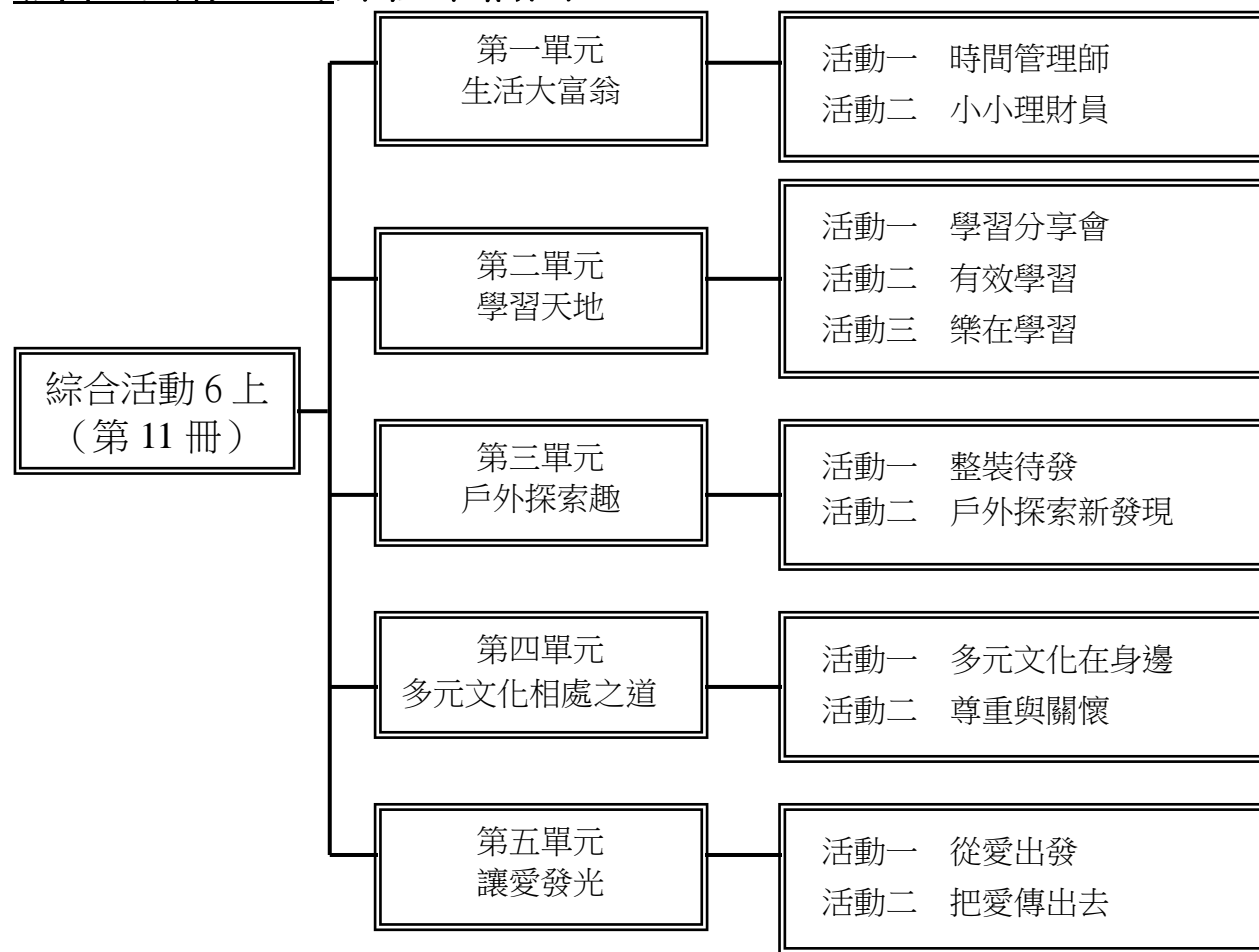 綜合活動 6 上
（第 11 冊）
第一單元
生活大富翁
活動一　時間管理師
活動二　小小理財員
第二單元
學習天地
活動一　學習分享會
活動二　有效學習
活動三　樂在學習
第三單元
戶外探索趣
活動一　整裝待發
活動二　戶外探索新發現
第四單元
多元文化相處之道
活動一　多元文化在身邊
活動二　尊重與關懷
第五單元
讓愛發光
活動一　從愛出發
活動二　把愛傳出去